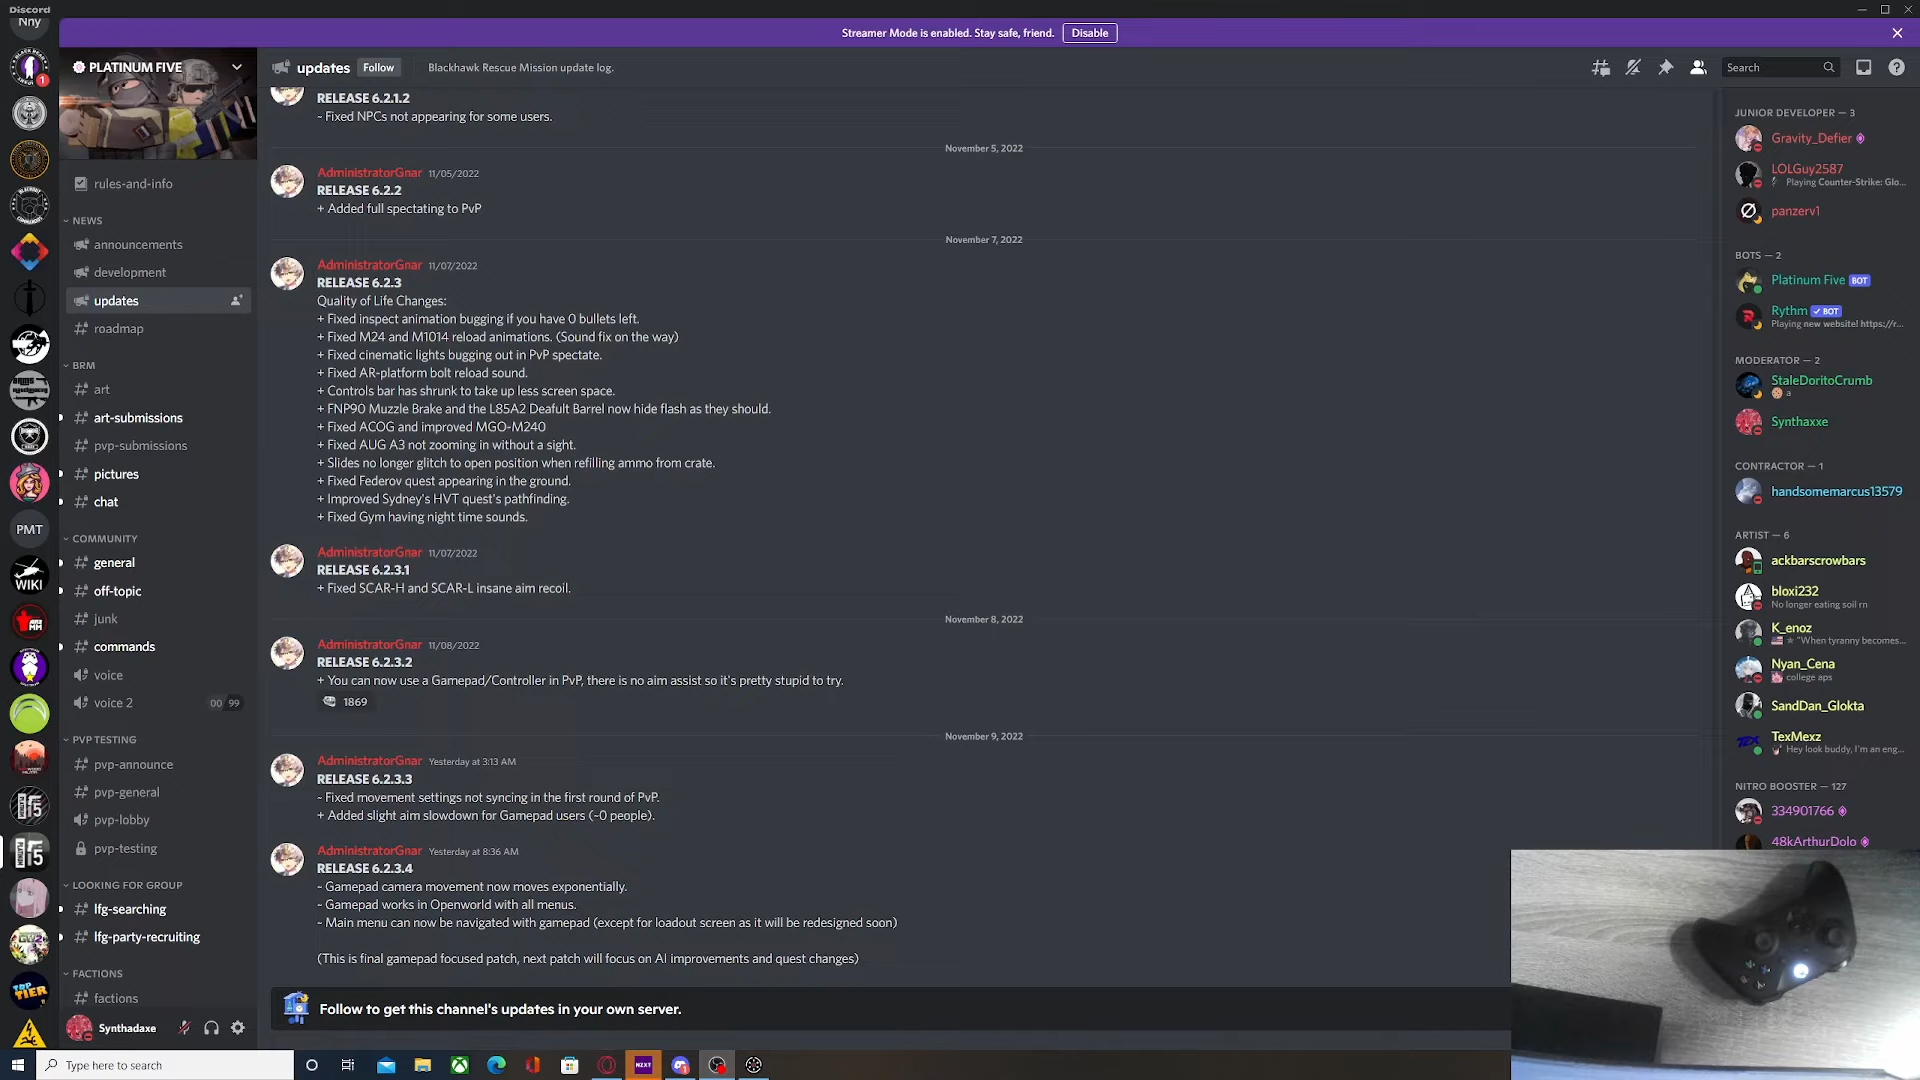 Discord
Nny
Streamer Mode is enabled. Stay safe, friend.
Disable
1
PLATINUM FIVE
updates
Follow
Blackhawk Rescue Mission update log.
Search
rules-and-info
NEWS
announcements
development
updates
roadmap
BRM
art
art-submissions
pvp-submissions
pictures
chat
PMT
COMMUNITY
general
off-topic
junk
commands
voice
voice 2
00 99
WIKI
PVP TESTING
pvp-announce
pvp-general
pvp-lobby
pvp-testing
LOOKING FOR GROUP
lfg-searching
lfg-party-recruiting
FACTIONS
factions
TOP TIER
Synthadaxe
RELEASE 6.2.1.2
~ Fixed NPCs not appearing for some users.
November 5, 2022
AdministratorGnar 11/05/2022
RELEASE 6.2.2
+ Added full spectating to PvP
November 7, 2022
AdministratorGnar 11/07/2022
RELEASE 6.2.3
Quality of Life Changes:
+ Fixed inspect animation bugging if you have 0 bullets left.
+ Fixed M24 and M1014 reload animations. (Sound fix on the way)
+ Fixed cinematic lights bugging out in PvP spectate.
+ Fixed AR-platform bolt reload sound.
+ Controls bar has shrunk to take up less screen space.
+ FNP90 Muzzle Brake and the L85A2 Deafult Barrel now hide flash as they should.
+ Fixed ACOG and improved MGO-M240
+ Fixed AUG A3 not zooming in without a sight.
+ Slides no longer glitch to open position when refilling ammo from crate.
+ Fixed Federov quest appearing in the ground.
+ Improved Sydney's HVT quest's pathfinding.
+ Fixed Gym having night time sounds.
AdministratorGnar 11/07/2022
RELEASE 6.2.3.1
+ Fixed SCAR-H and SCAR-L insane aim recoil.
November 8, 2022
AdministratorGnar 11/08/2022
RELEASE 6.2.3.2
+ You can now use a Gamepad/Controller in PvP, there is no aim assist so it's pretty stupid to try.
1869
November 9, 2022
AdministratorGnar Yesterday at 3:13 AM
RELEASE 6.2.3.3
~ Fixed movement settings not syncing in the first round of PvP.
+ Added slight aim slowdown for Gamepad users (~0 people).
AdministratorGnar Yesterday at 8:36 AM
RELEASE 6.2.3.4
~ Gamepad camera movement now moves exponentially.
~ Gamepad works in Openworld with all menus.
~ Main menu can now be navigated with gamepad (except for loadout screen as it will be redesigned soon)
(This is final gamepad focused patch, next patch will focus on AI improvements and quest changes)
Follow to get this channel's updates in your own server.
JUNIOR DEVELOPER — 3
Gravity_Defier
LOLGuy2587
Playing Counter-Strike: Glo...
panzerv1
BOTS — 2
Platinum Five BOT
Rythm BOT
Playing new website! https://r...
MODERATOR — 2
StaleDoritoCrumb
a
Synthaxxe
CONTRACTOR — 1
handsomemarcus13579
ARTIST — 6
ackbarscrowbars
bloxi232
No longer eating soil rn
K_enoz
"When tyranny becomes...
Nyan_Cena
college aps
SandDan_Glokta
TexMexz
Hey look buddy, I'm an eng...
NITRO BOOSTER — 127
334901766
48kArthurDolo
Type here to search
NZXT